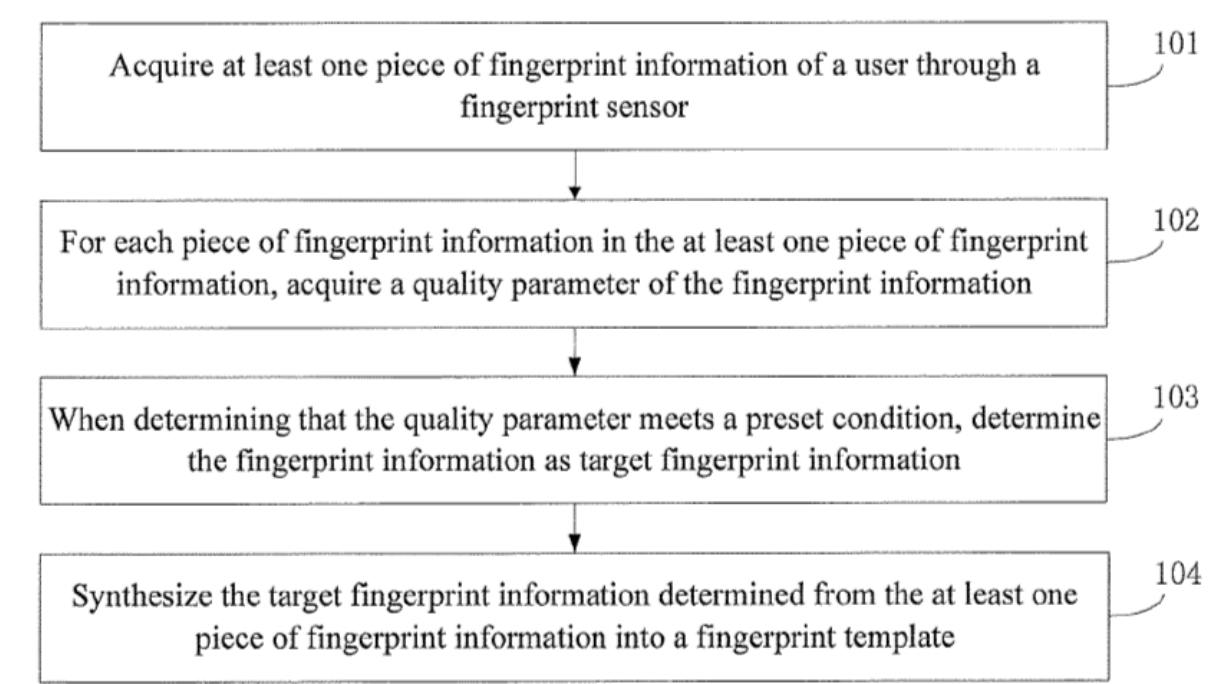 Acquire at least one piece of fingerprint information of a user through a
fingerprint sensor
101
For each piece of fingerprint information in the at least one piece of fingerprint
information, acquire a quality parameter of the fingerprint information
102
When determining that the quality parameter meets a preset condition, determine
the fingerprint information as target fingerprint information
103
Synthesize the target fingerprint information determined from the at least one
piece of fingerprint information into a fingerprint template
104